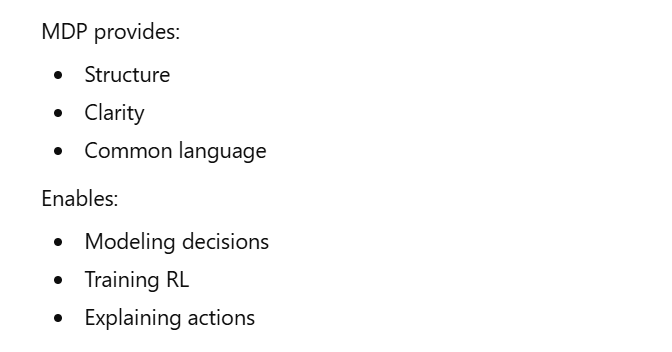 MDP provides:
• Structure
• Clarity
• Common language
Enables:
• Modeling decisions
• Training RL
• Explaining actions